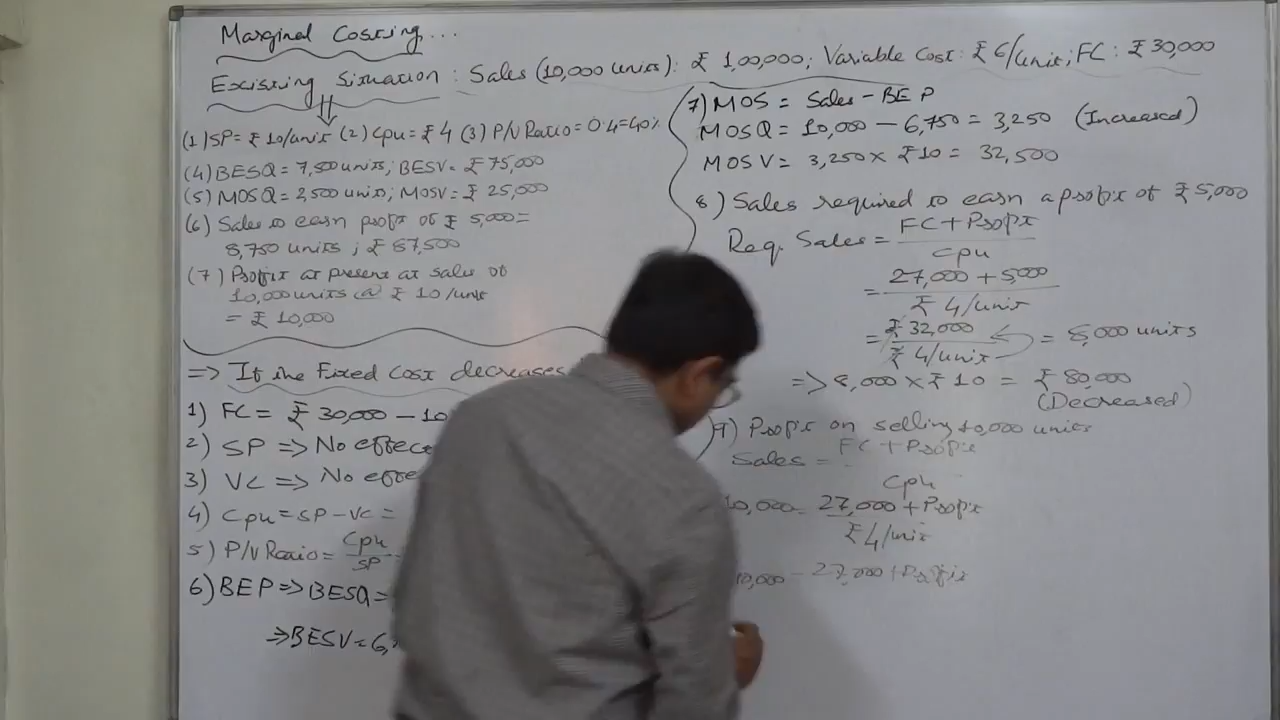 Marginal Costing...
Existing Situation: Sales (10,000 units): ₹ 1,00,000; Variable Cost: ₹ 6/unit; FC: ₹ 30,000
(1) SP = ₹ 10/unit (2) Cpu = ₹ 4 (3) P/V Ratio = 0.4 = 40%
(4) BESQ = 7,500 units; BESV = ₹ 75,000
(5) MOSQ = 2,500 units; MOSV = ₹ 25,000
(6) Sales to earn profit of ₹ 5,000 =
8,750 units; ₹ 87,500
(7) Profit at present at sales of
10,000 units @ ₹ 10/unit
= ₹ 10,000
=> If the Fixed Cost decreases
1) FC = ₹ 30,000 - 10
2) SP => No effect
3) VC => No effe
4) Cpu = SP - VC =
5) P/V Ratio = Cpu
SP
6) BEP => BESQ =
=> BESV = 6,
7) MOS = Sales - BEP
MOSQ = 10,000 - 6,750 = 3,250 (Increased)
MOSV = 3,250 x ₹ 10 = 32,500
8) Sales required to earn a profit of ₹ 5,000
Req. Sales = FC + Profit
Cpu
= 27,000 + 5,000
₹ 4/unit
= ₹ 32,000 = 8,000 units
₹ 4/unit
=> 8,000 x ₹ 10 = ₹ 80,000
(Decreased)
9) Profit on selling 10,000 units
Sales = FC + Profit
Cpu
10,000 = 27,000 + Profit
₹ 4/unit
10,000 = 27,000 + Profit